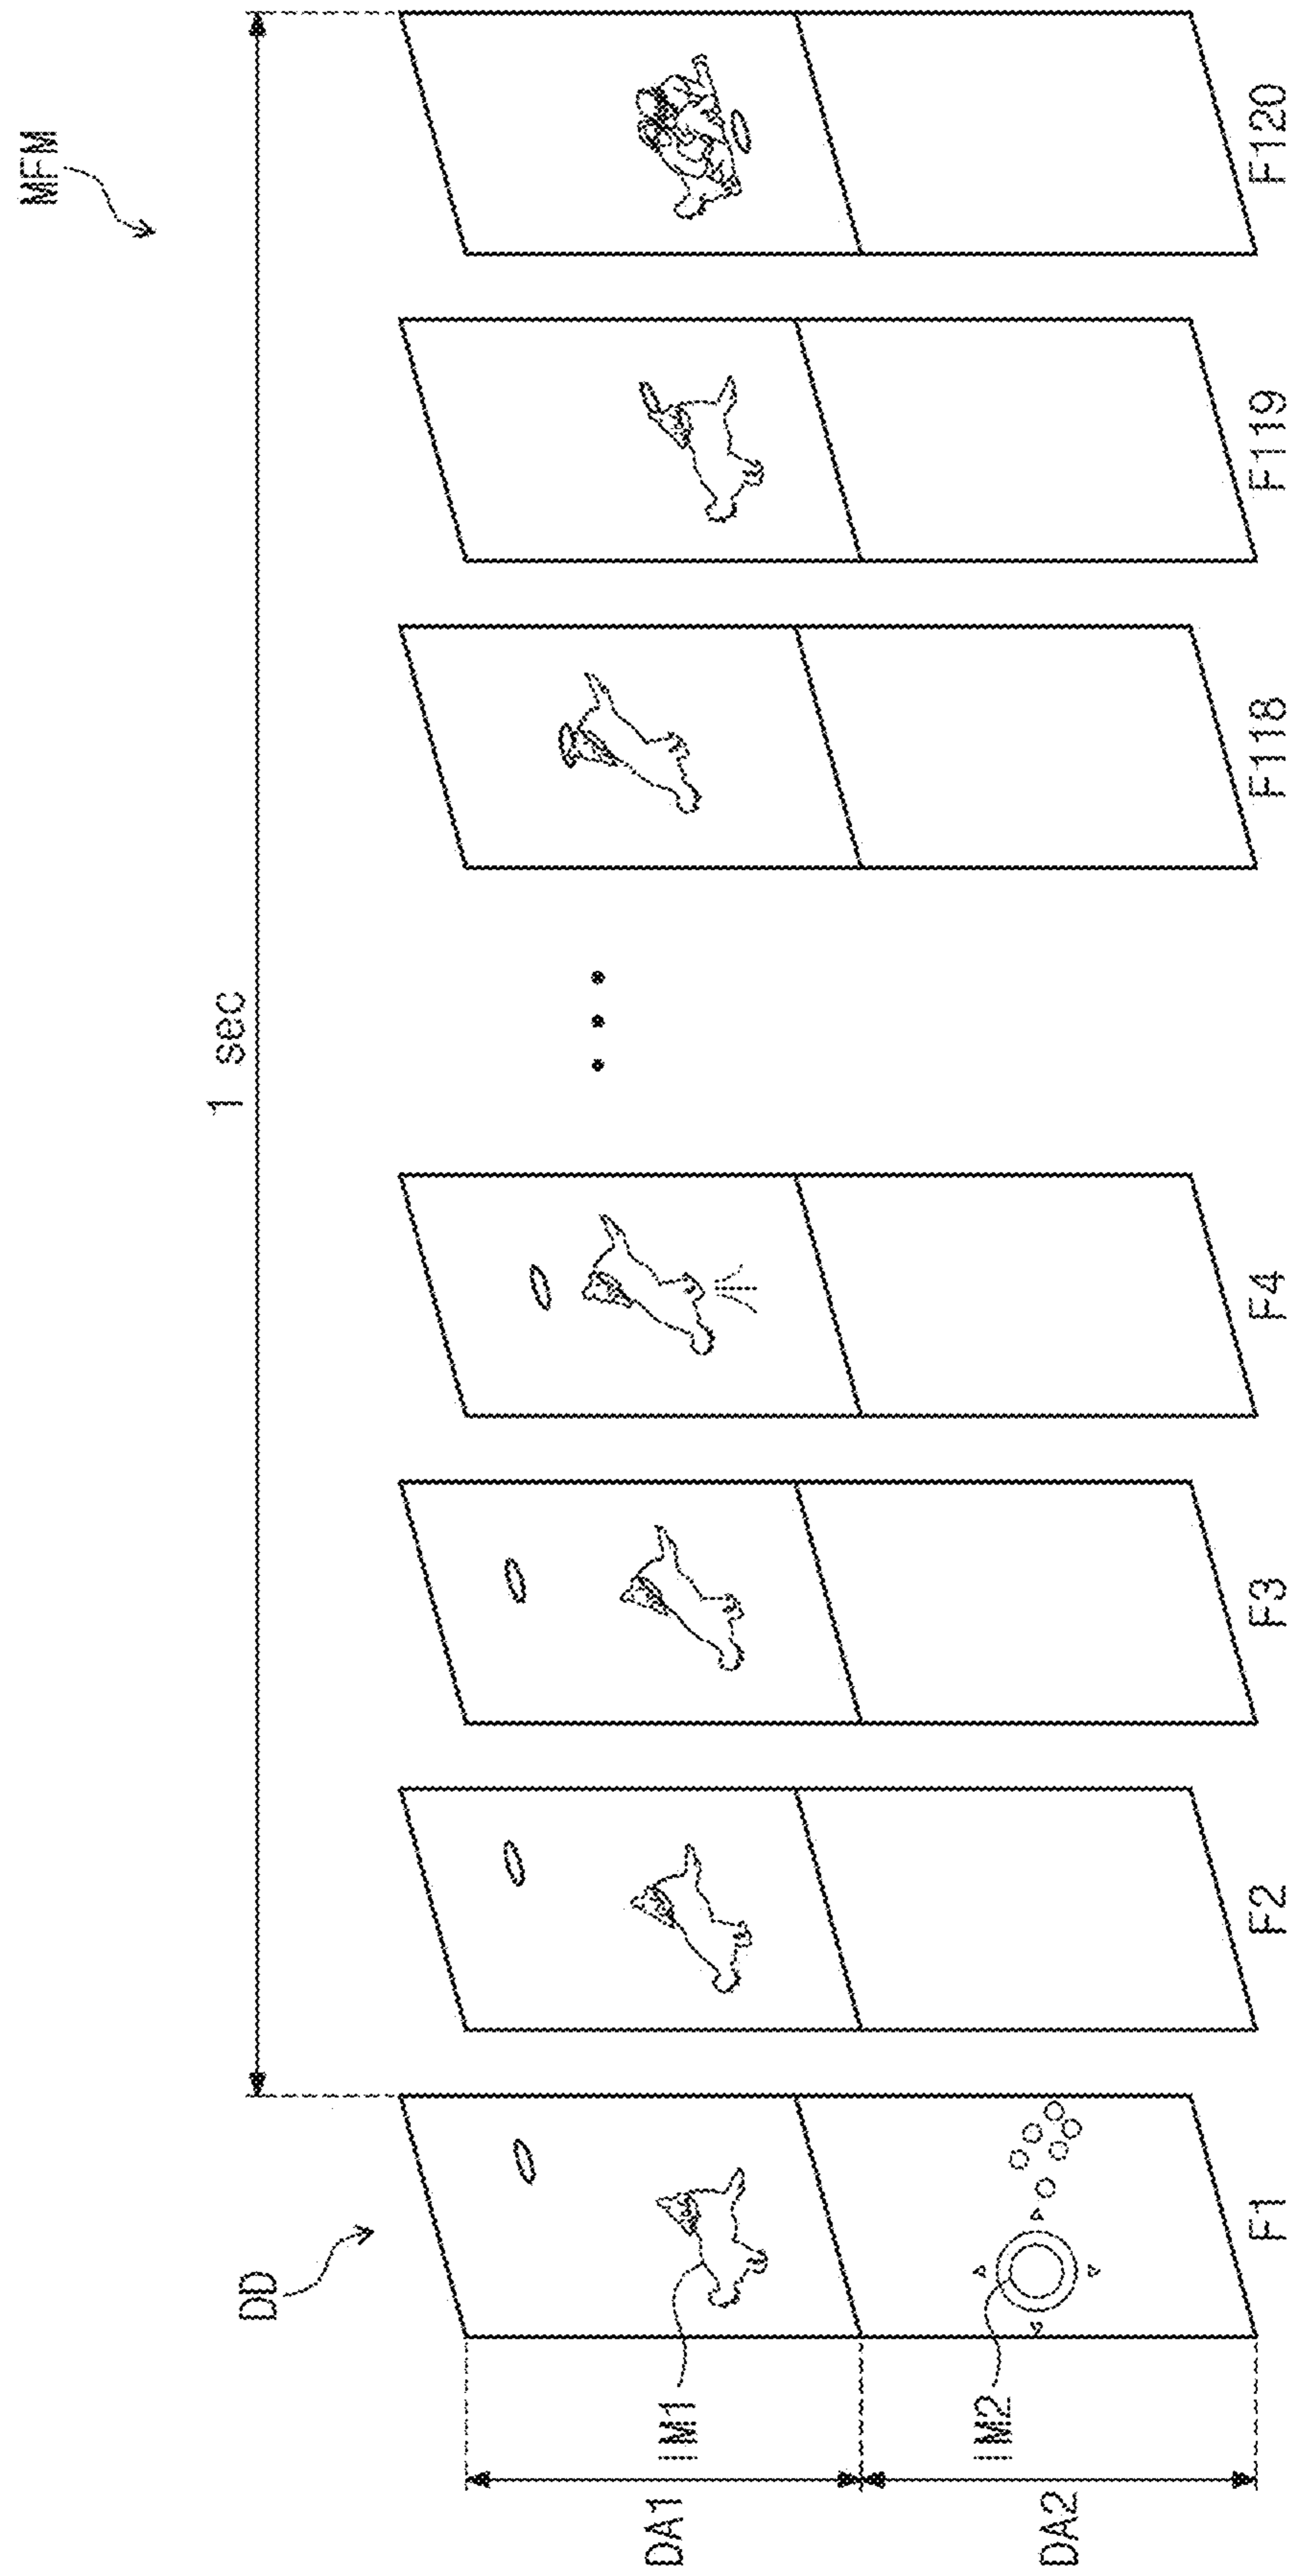 MFM
1 sec
DD
DA1
IM1
DA2
IM2
F1
F2
F3
F4
F118
F119
F120